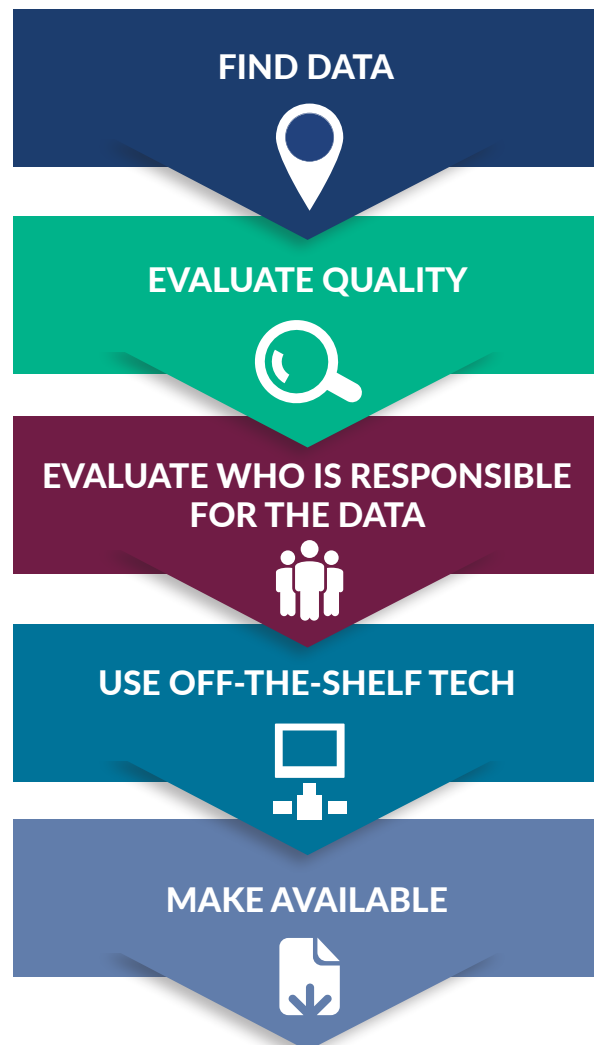 FIND DATA
EVALUATE QUALITY
EVALUATE WHO IS RESPONSIBLE
FOR THE DATA
USE OFF-THE-SHELF TECH
MAKE AVAILABLE